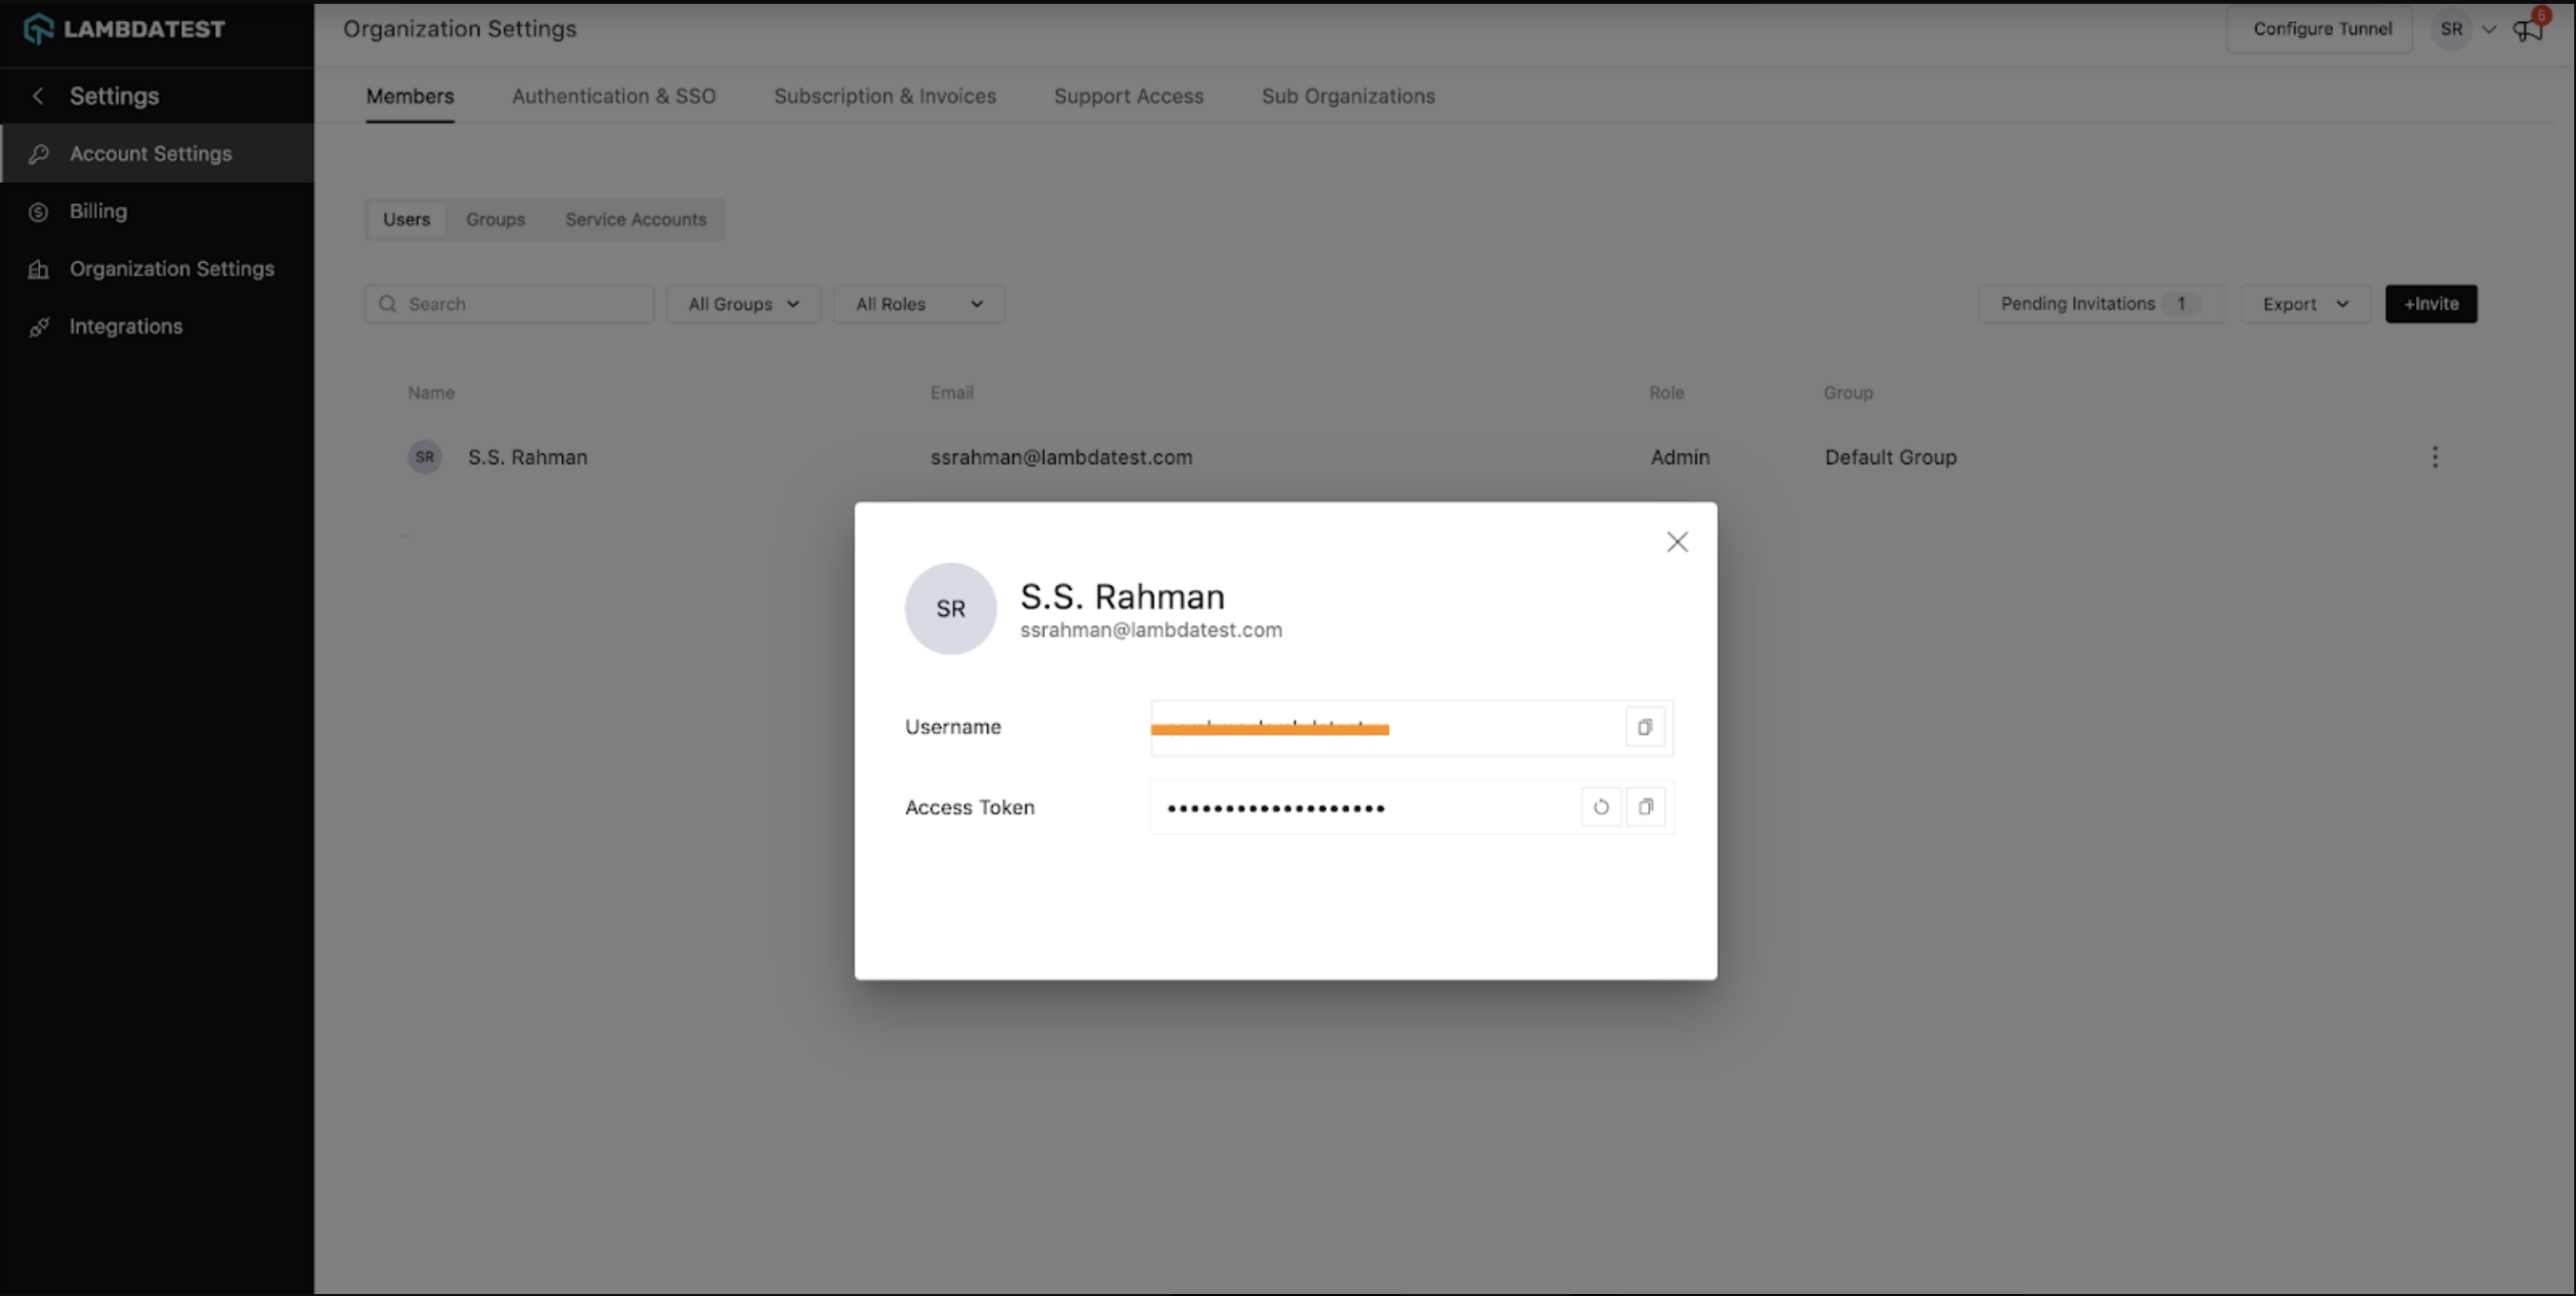 LAMBDATEST
Organization Settings
Configure Tunnel
SR
5
Settings
Members
Authentication & SSO
Subscription & Invoices
Support Access
Sub Organizations
Account Settings
Billing
Organization Settings
Integrations
Users
Groups
Service Accounts
Search
All Groups
All Roles
Pending Invitations 1
Export
+Invite
Name
Email
Role
Group
SR
S.S. Rahman
ssrahman@lambdatest.com
Admin
Default Group
SR
S.S. Rahman
ssrahman@lambdatest.com
Username
Access Token
•••••••••••••••••••